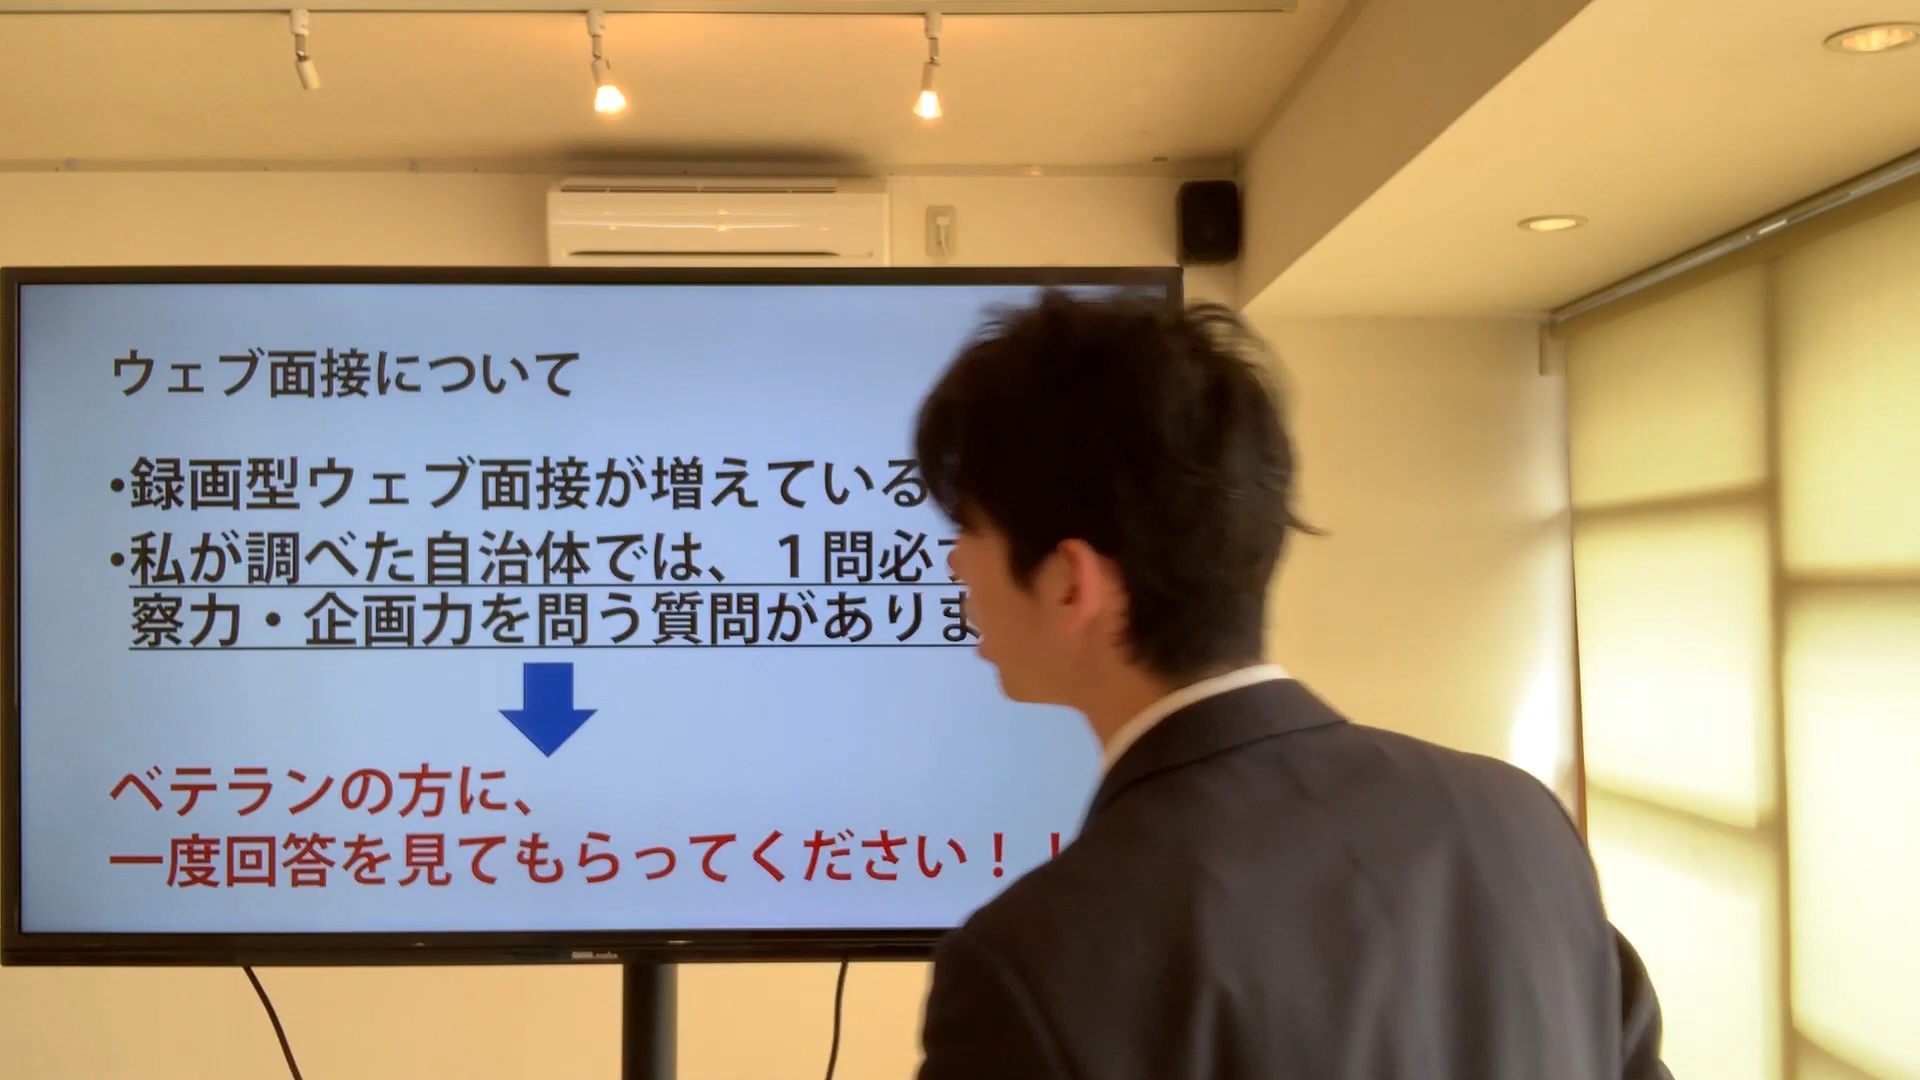 ウェブ面接について
・録画型ウェブ面接が増えている
・私が調べた自治体では、１問必
察力・企画力を問う質問があり
ベテランの方に、
一度回答を見てもらってください！！